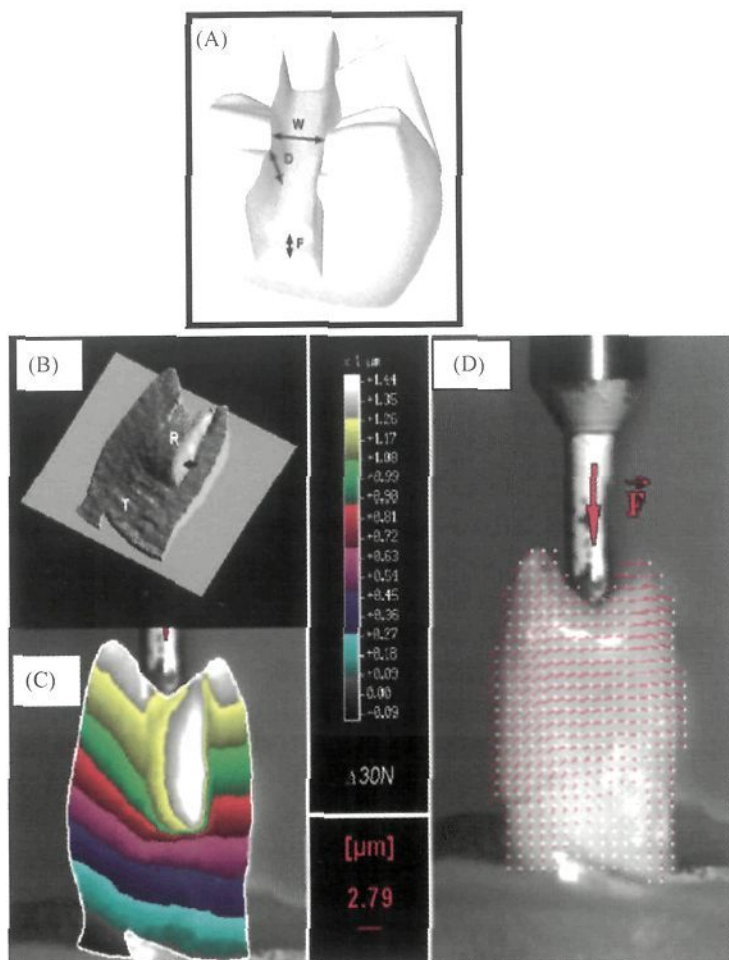 (A)
W
D
F
(B)
R
T
x 1 µm
+1.44
+1.35
+1.26
+1.17
+1.08
+0.99
+0.90
+0.81
+0.72
+0.63
+0.54
+0.45
+0.36
+0.27
+0.18
+0.09
0.00
-0.09
Δ30N
[µm]
2.79
(C)
(D)
F